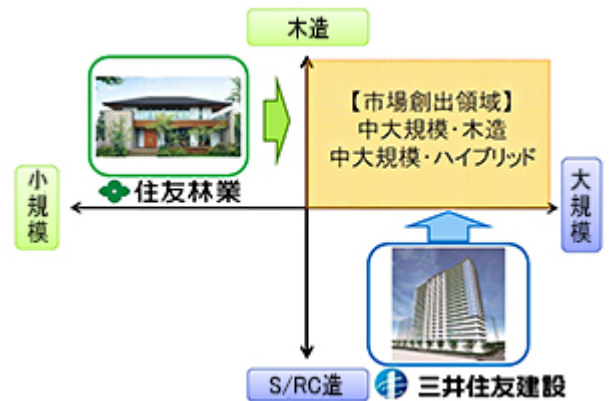 木造
【市場創出領域】
中大規模・木造
中大規模・ハイブリッド
小規模
住友林業
大規模
S/RC造
三井住友建設